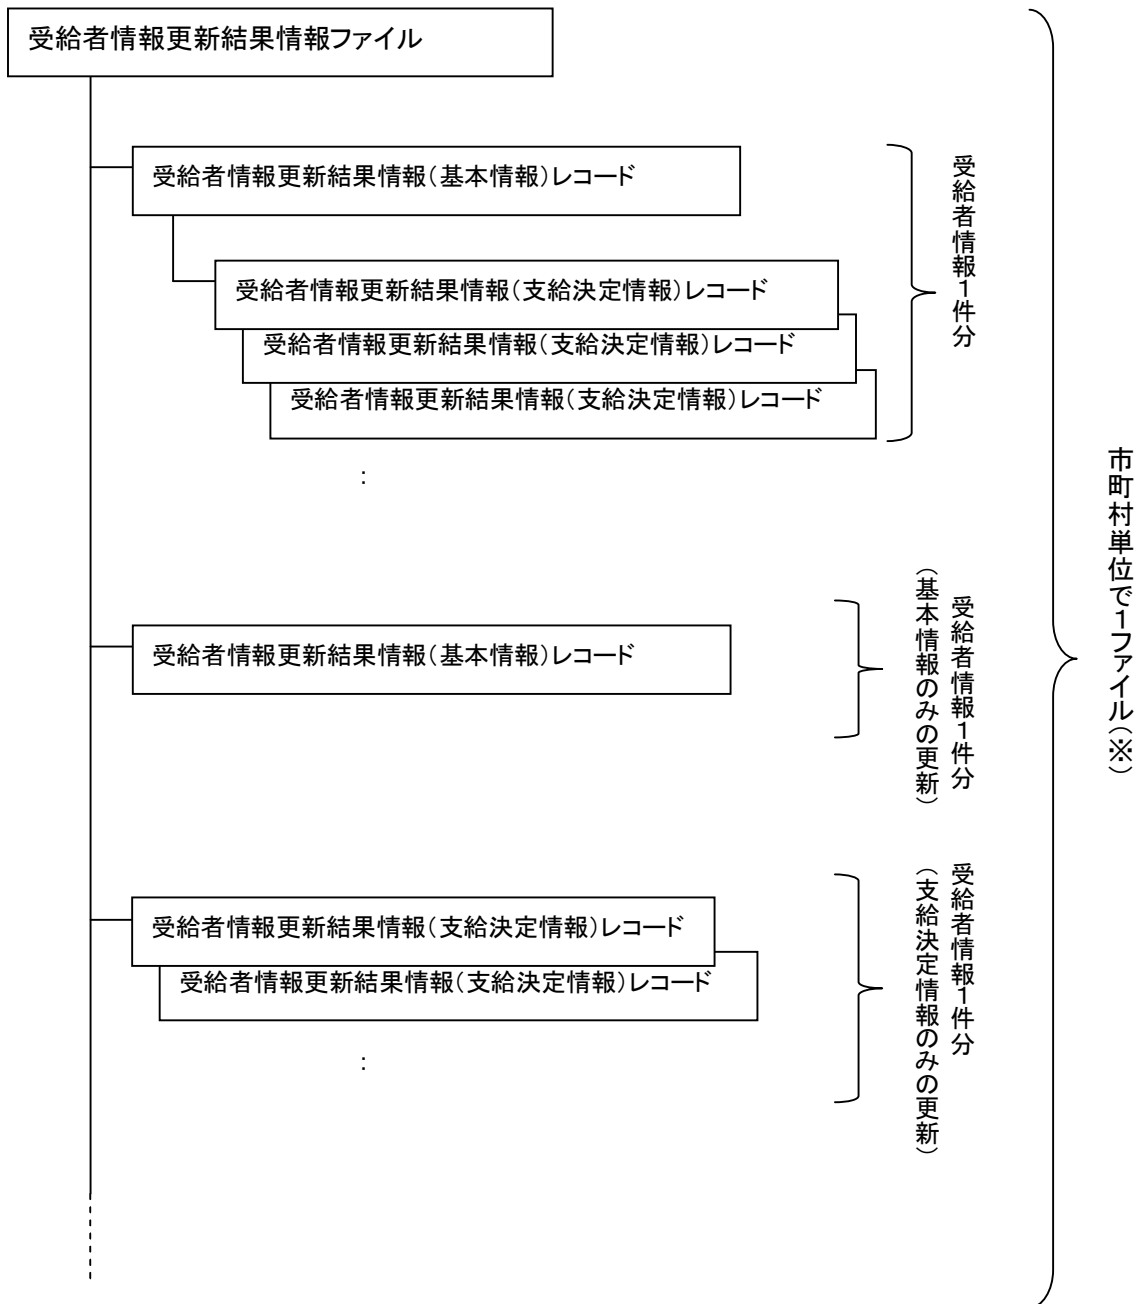 受給者情報更新結果情報ファイル
受給者情報更新結果情報（基本情報）レコード
受給者情報更新結果情報（支給決定情報）レコード
受給者情報更新結果情報（支給決定情報）レコード
受給者情報更新結果情報（支給決定情報）レコード
：
受給者情報１件分
受給者情報更新結果情報（基本情報）レコード
受給者情報１件分
（基本情報のみの更新）
受給者情報更新結果情報（支給決定情報）レコード
受給者情報更新結果情報（支給決定情報）レコード
：
受給者情報１件分
（支給決定情報のみの更新）
市町村単位で１ファイル（※）